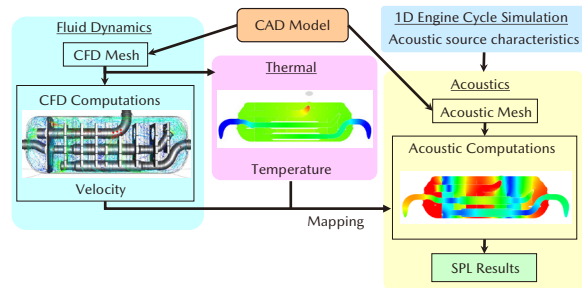 Fluid Dynamics
CFD Mesh
CFD Computations
Velocity
CAD Model
Thermal
Temperature
Mapping
1D Engine Cycle Simulation
Acoustic source characteristics
Acoustics
Acoustic Mesh
Acoustic Computations
SPL Results